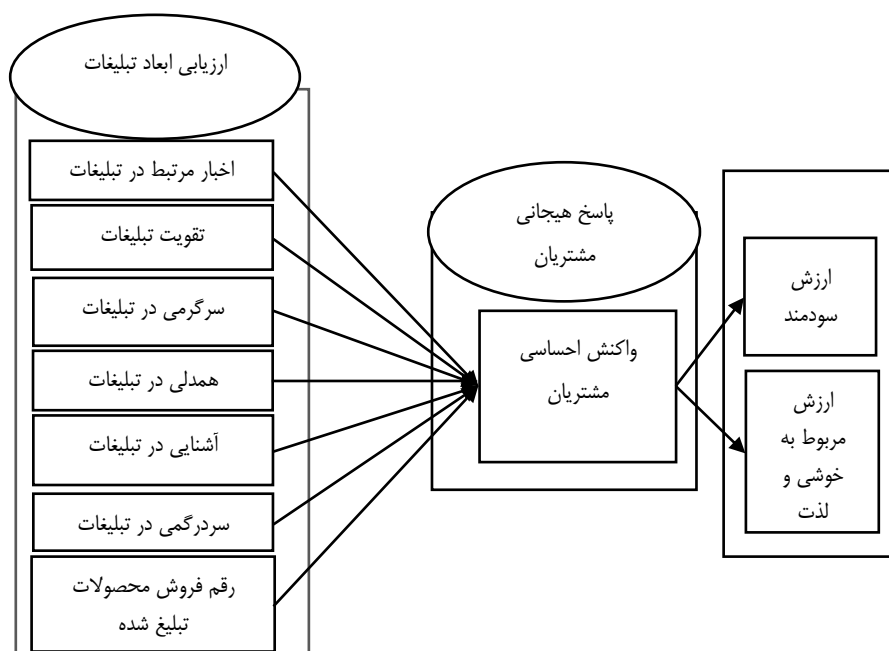 ارزیابی ابعاد تبلیغات
اخبار مرتبط در تبلیغات
تقویت تبلیغات
سرگرمی در تبلیغات
همدلی در تبلیغات
آشنایی در تبلیغات
سردرگمی در تبلیغات
رقم فروش محصولات
تبلیغ شده
پاسخ هیجانی
مشتریان
واکنش احساسی
مشتریان
ارزش
سودمند
ارزش
مربوط به
خوشی و
لذت